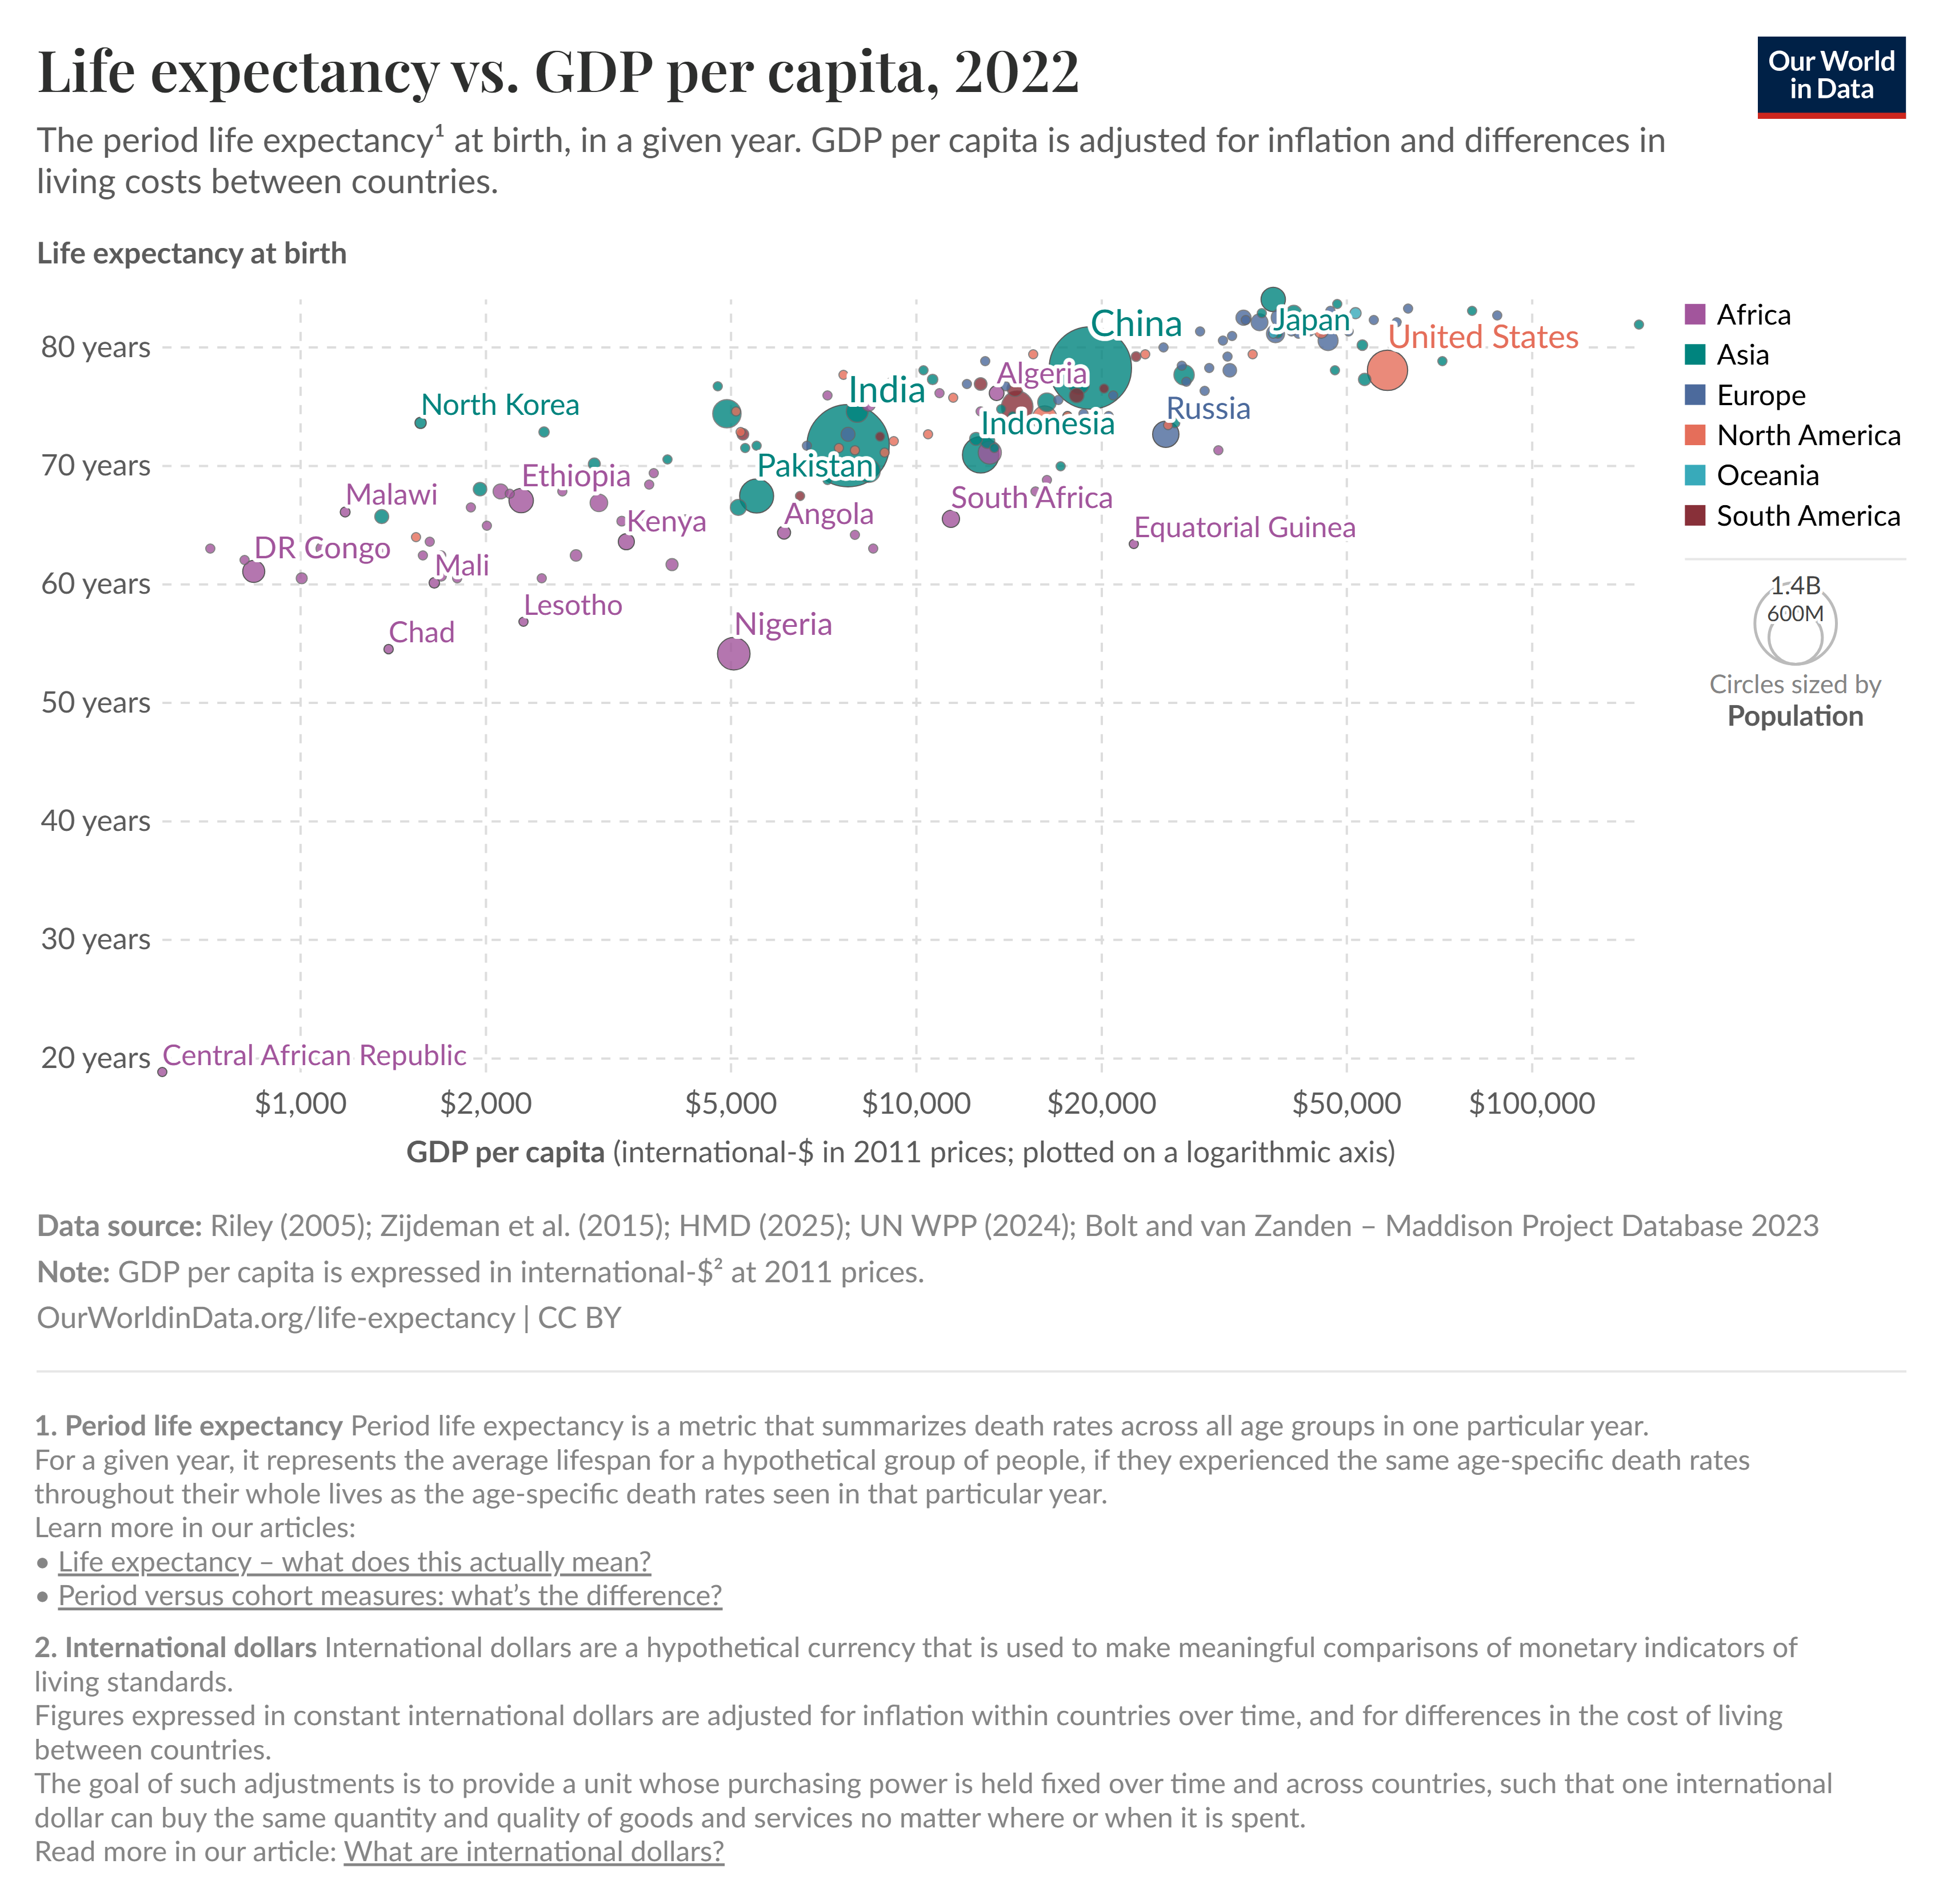 Life expectancy vs. GDP per capita, 2022
Our World
in Data
The period life expectancy¹ at birth, in a given year. GDP per capita is adjusted for inflation and differences in
living costs between countries.
Life expectancy at birth
80 years
70 years
60 years
50 years
40 years
30 years
20 years
China
Japan
United States
Algeria
India
North Korea
Russia
Indonesia
Pakistan
Ethiopia
Malawi
South Africa
Angola
Kenya
Equatorial Guinea
DR Congo
Mali
Lesotho
Nigeria
Chad
Central African Republic
Africa
Asia
Europe
North America
Oceania
South America
1.4B
600M
Circles sized by
Population
$1,000
$2,000
$5,000
$10,000
$20,000
$50,000
$100,000
GDP per capita (international-$ in 2011 prices; plotted on a logarithmic axis)
Data source: Riley (2005); Zijdeman et al. (2015); HMD (2025); UN WPP (2024); Bolt and van Zanden – Maddison Project Database 2023
Note: GDP per capita is expressed in international-$² at 2011 prices.
OurWorldinData.org/life-expectancy | CC BY
1. Period life expectancy Period life expectancy is a metric that summarizes death rates across all age groups in one particular year.
For a given year, it represents the average lifespan for a hypothetical group of people, if they experienced the same age-specific death rates
throughout their whole lives as the age-specific death rates seen in that particular year.
Learn more in our articles:
● Life expectancy – what does this actually mean?
● Period versus cohort measures: what's the difference?
2. International dollars International dollars are a hypothetical currency that is used to make meaningful comparisons of monetary indicators of
living standards.
Figures expressed in constant international dollars are adjusted for inflation within countries over time, and for differences in the cost of living
between countries.
The goal of such adjustments is to provide a unit whose purchasing power is held fixed over time and across countries, such that one international
dollar can buy the same quantity and quality of goods and services no matter where or when it is spent.
Read more in our article: What are international dollars?